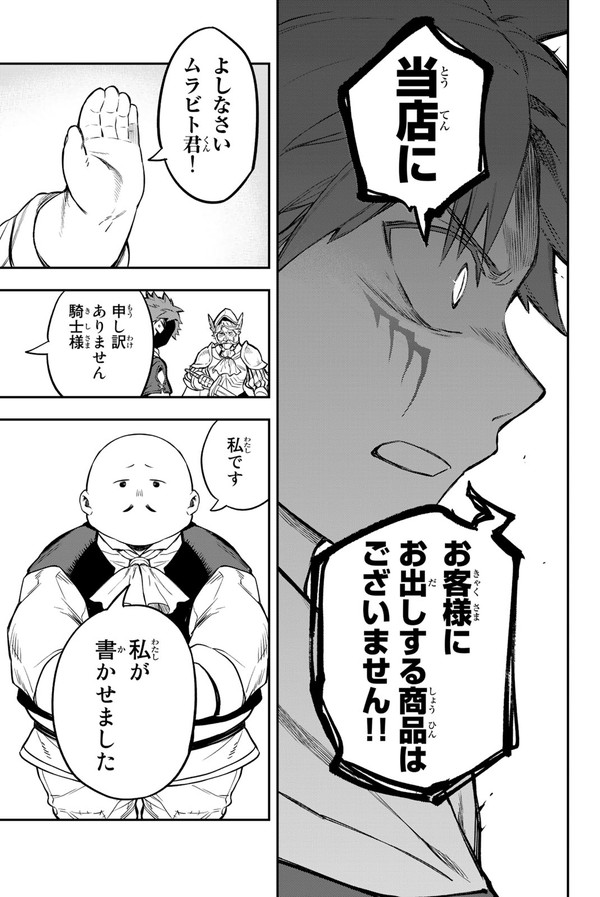 当店に
お客様に
お出しする商品は
ございません!!
よしなさい
ムラビト君!
申し訳
ありません
騎士様
私です
私が
書かせました